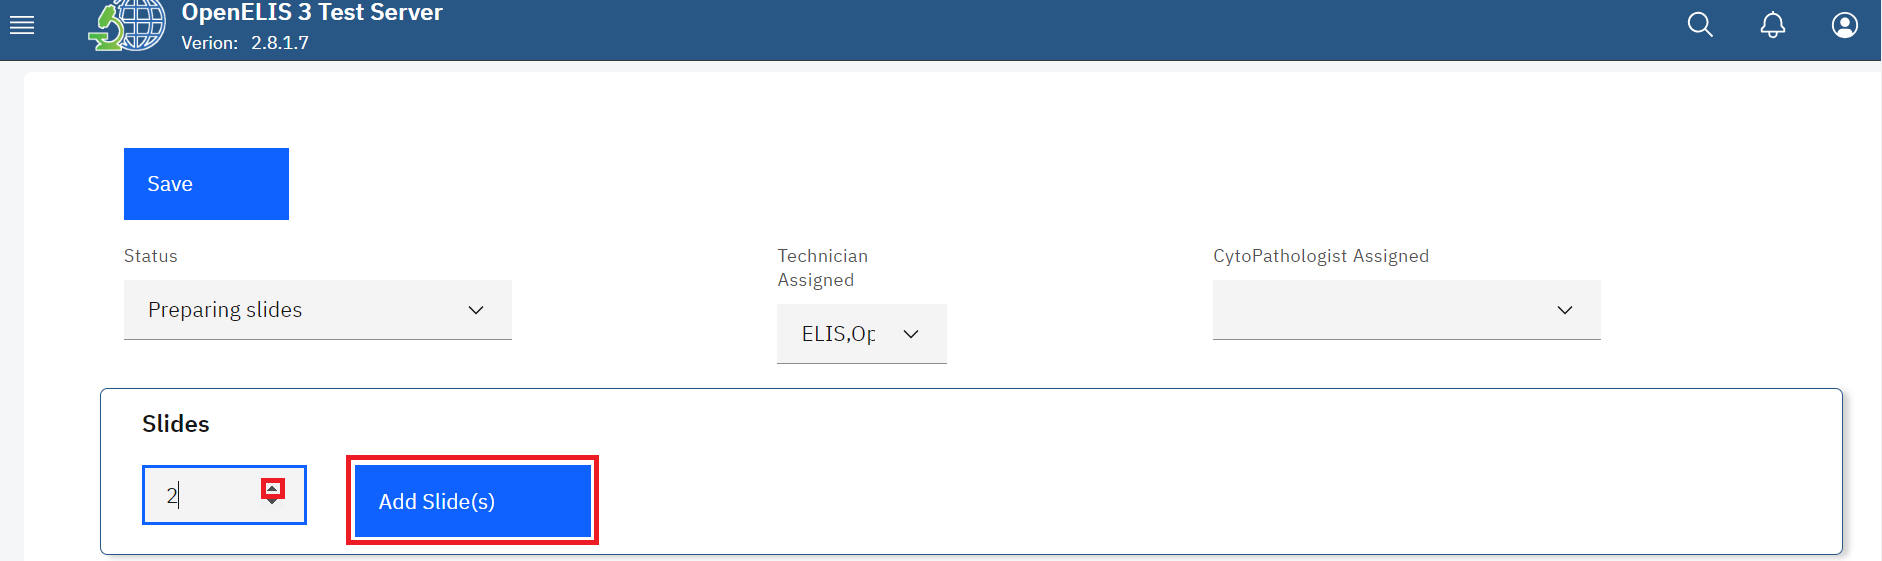 OpenELIS 3 Test Server
Verion: 2.8.1.7
Save
Status
Preparing slides
Technician
Assigned
ELIS,Op
CytoPathologist Assigned
Slides
2
Add Slide(s)